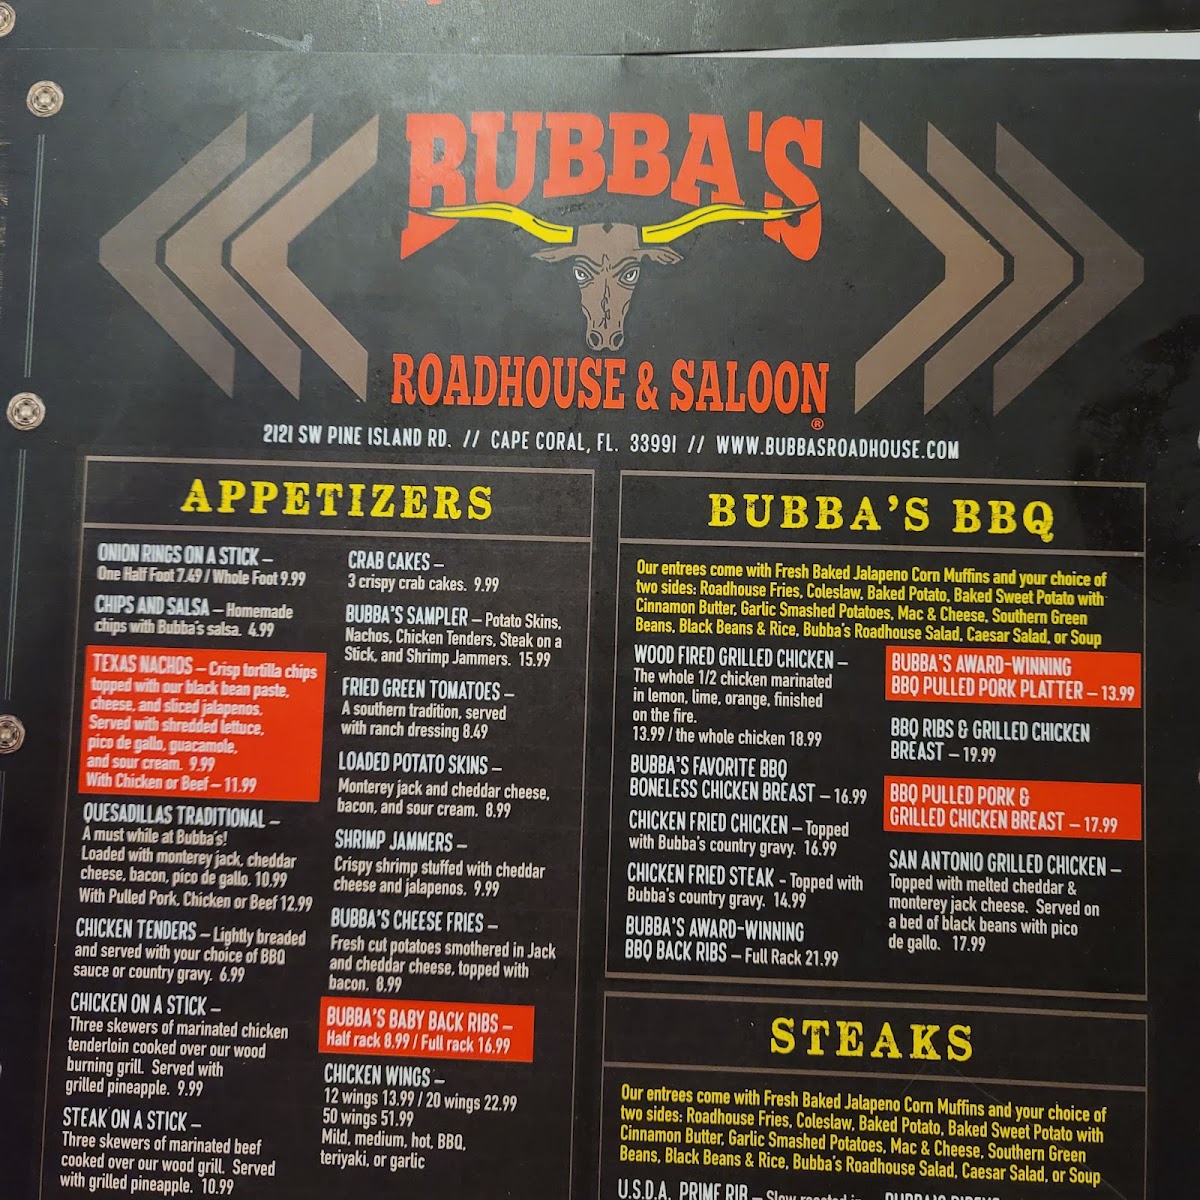 BUBBA'S
ROADHOUSE & SALOON
®
2121 SW PINE ISLAND RD. // CAPE CORAL, FL. 33991 // WWW.BUBBASROADHOUSE.COM
APPETIZERS
ONION RINGS ON A STICK –
One Half Foot 7.49 / Whole Foot 9.99
CHIPS AND SALSA – Homemade
chips with Bubba's salsa. 4.99
TEXAS NACHOS – Crisp tortilla chips
topped with our black bean paste,
cheese, and sliced jalapenos.
Served with shredded lettuce,
pico de gallo, guacamole,
and sour cream. 9.99
With Chicken or Beef – 11.99
QUESADILLAS TRADITIONAL –
A must while at Bubba's!
Loaded with monterey jack, cheddar
cheese, bacon, pico de gallo. 10.99
With Pulled Pork, Chicken or Beef 12.99
CHICKEN TENDERS – Lightly breaded
and served with your choice of BBQ
sauce or country gravy. 6.99
CHICKEN ON A STICK –
Three skewers of marinated chicken
tenderloin cooked over our wood
burning grill. Served with
grilled pineapple. 9.99
STEAK ON A STICK –
Three skewers of marinated beef
cooked over our wood grill. Served
with grilled pineapple. 10.99
CRAB CAKES –
3 crispy crab cakes. 9.99
BUBBA'S SAMPLER – Potato Skins,
Nachos, Chicken Tenders, Steak on a
Stick, and Shrimp Jammers. 15.99
FRIED GREEN TOMATOES –
A southern tradition, served
with ranch dressing 8.49
LOADED POTATO SKINS –
Monterey jack and cheddar cheese,
bacon, and sour cream. 8.99
SHRIMP JAMMERS –
Crispy shrimp stuffed with cheddar
cheese and jalapenos. 9.99
BUBBA'S CHEESE FRIES –
Fresh cut potatoes smothered in Jack
and cheddar cheese, topped with
bacon. 8.99
BUBBA'S BABY BACK RIBS –
Half rack 8.99 / Full rack 16.99
CHICKEN WINGS –
12 wings 13.99 / 20 wings 22.99
50 wings 51.99
Mild, medium, hot, BBQ,
teriyaki, or garlic
BUBBA'S BBQ
Our entrees come with Fresh Baked Jalapeno Corn Muffins and your choice of
two sides: Roadhouse Fries, Coleslaw, Baked Potato, Baked Sweet Potato with
Cinnamon Butter, Garlic Smashed Potatoes, Mac & Cheese, Southern Green
Beans, Black Beans & Rice, Bubba's Roadhouse Salad, Caesar Salad, or Soup
WOOD FIRED GRILLED CHICKEN –
The whole 1/2 chicken marinated
in lemon, lime, orange, finished
on the fire.
13.99 / the whole chicken 18.99
BUBBA'S FAVORITE BBQ
BONELESS CHICKEN BREAST – 16.99
CHICKEN FRIED CHICKEN – Topped
with Bubba's country gravy. 16.99
CHICKEN FRIED STEAK - Topped with
Bubba's country gravy. 14.99
BUBBA'S AWARD-WINNING
BBQ BACK RIBS – Full Rack 21.99
BUBBA'S AWARD-WINNING
BBQ PULLED PORK PLATTER – 13.99
BBQ RIBS & GRILLED CHICKEN
BREAST – 19.99
BBQ PULLED PORK &
GRILLED CHICKEN BREAST – 17.99
SAN ANTONIO GRILLED CHICKEN –
Topped with melted cheddar &
monterey jack cheese. Served on
a bed of black beans with pico
de gallo. 17.99
STEAKS
Our entrees come with Fresh Baked Jalapeno Corn Muffins and your choice of
two sides: Roadhouse Fries, Coleslaw, Baked Potato, Baked Sweet Potato with
Cinnamon Butter, Garlic Smashed Potatoes, Mac & Cheese, Southern Green
Beans, Black Beans & Rice, Bubba's Roadhouse Salad, Caesar Salad, or Soup
U.S.D.A. PRIME RIB – Slow roasted in
BUBBA'S